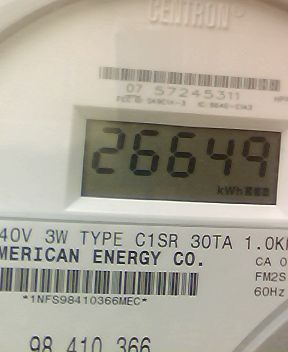 CENTRON®
07 57245311
26649
kWh
40V 3W TYPE C1SR 30TA 1.0K
MERICAN ENERGY CO.
CA 0
FM2S
60Hz
*1NFS98410366MEC*
98 410 366